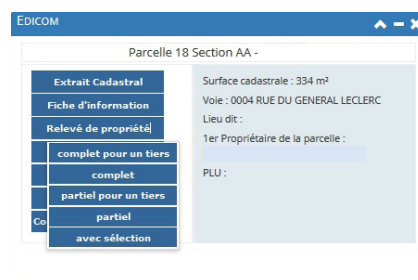 EDICOM
Parcelle 18 Section AA -
Extrait Cadastral
Fiche d'information
Relevé de propriété
complet pour un tiers
complet
partiel pour un tiers
partiel
Co
avec sélection
Surface cadastrale : 334 m²
Voie : 0004 RUE DU GENERAL LECLERC
Lieu dit :
1er Propriétaire de la parcelle :
PLU :